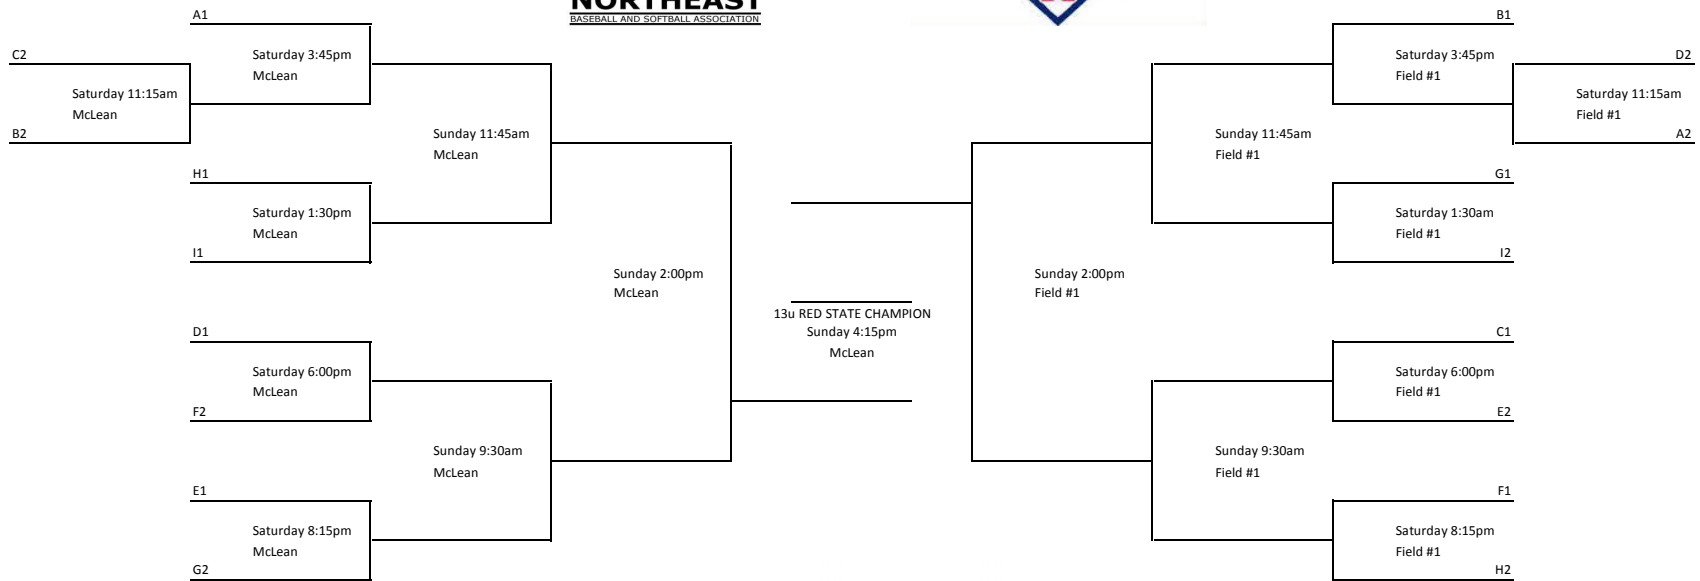 NORTHEAST
BASEBALL AND SOFTBALL ASSOCIATION
A1
B1
C2
Saturday 3:45pm
McLean
Saturday 3:45pm
Field #1
D2
Saturday 11:15am
McLean
Saturday 11:15am
Field #1
B2
Sunday 11:45am
McLean
Sunday 11:45am
Field #1
A2
H1
G1
Saturday 1:30pm
McLean
Saturday 1:30am
Field #1
I1
I2
Sunday 2:00pm
McLean
Sunday 2:00pm
Field #1
13u RED STATE CHAMPION
Sunday 4:15pm
McLean
D1
C1
Saturday 6:00pm
McLean
Saturday 6:00pm
Field #1
F2
E2
Sunday 9:30am
McLean
Sunday 9:30am
Field #1
E1
F1
Saturday 8:15pm
McLean
Saturday 8:15pm
Field #1
G2
H2